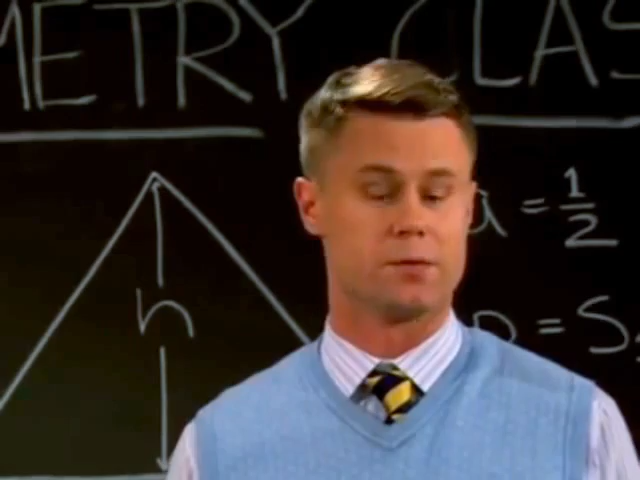 METRY CLAS
a = 1/2
h
P = S